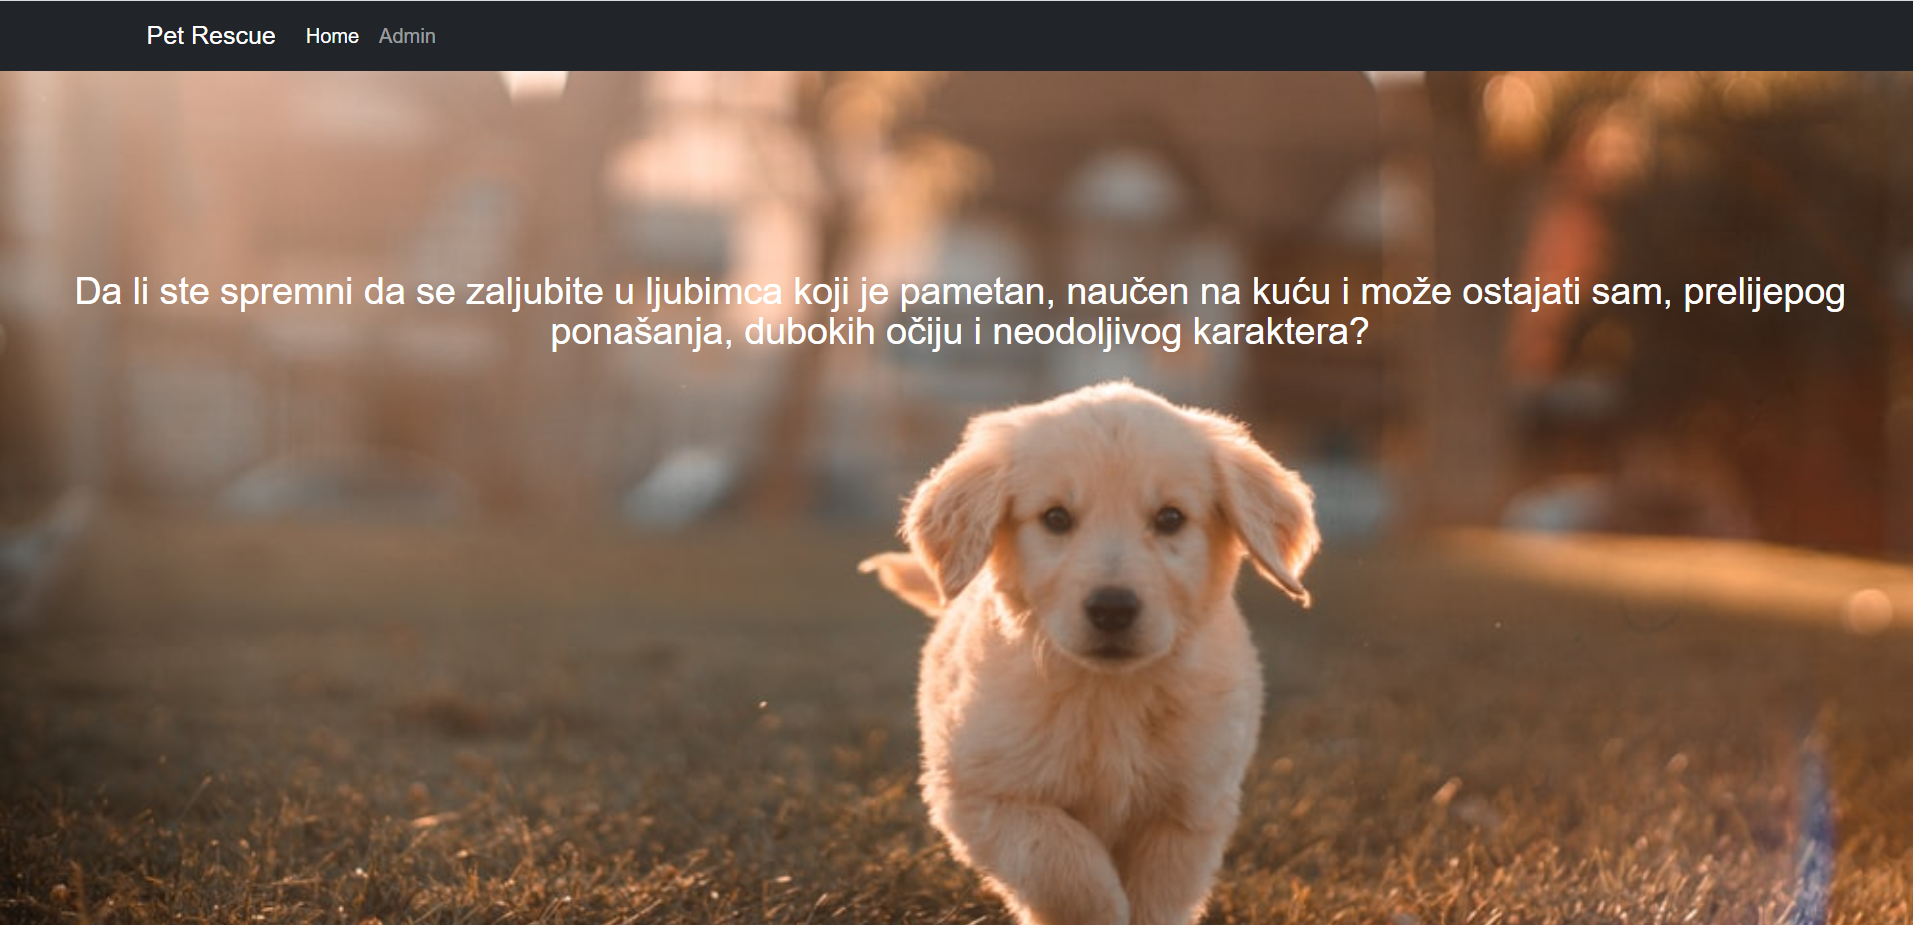 Pet Rescue Home Admin
Da li ste spremni da se zaljubite u ljubimca koji je pametan, naučen na kuću i može ostajati sam, prelijepog
ponašanja, dubokih očiju i neodoljivog karaktera?